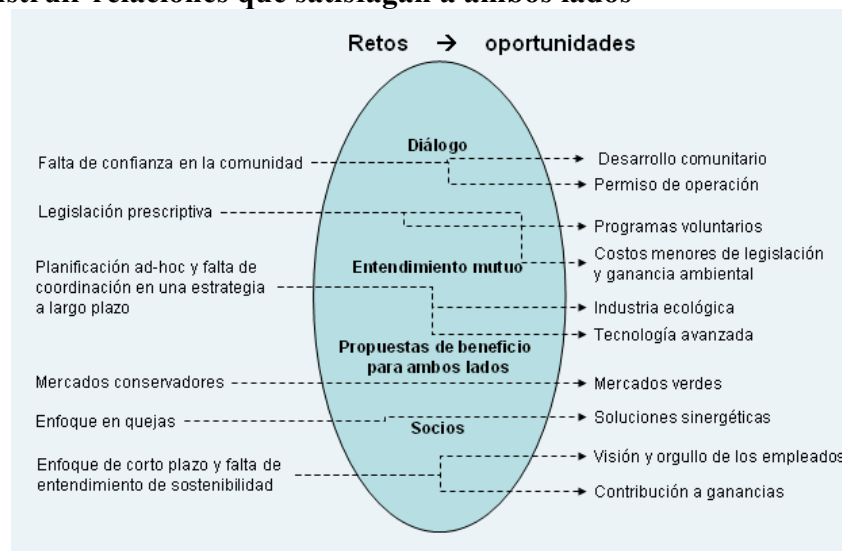 relaciones que satisfagan a ambos lados
Retos → oportunidades
Diálogo
Falta de confianza en la comunidad
Desarrollo comunitario
Permiso de operación
Legislación prescriptiva
Programas voluntarios
Costos menores de legislación
y ganancia ambiental
Entendimiento mutuo
Planificación ad-hoc y falta de
coordinación en una estrategia
a largo plazo
Industria ecológica
Tecnología avanzada
Propuestas de beneficio
para ambos lados
Mercados conservadores
Mercados verdes
Enfoque en quejas
Soluciones sinergéticas
Socios
Enfoque de corto plazo y falta de
entendimiento de sostenibilidad
Visión y orgullo de los empleados
Contribución a ganancias